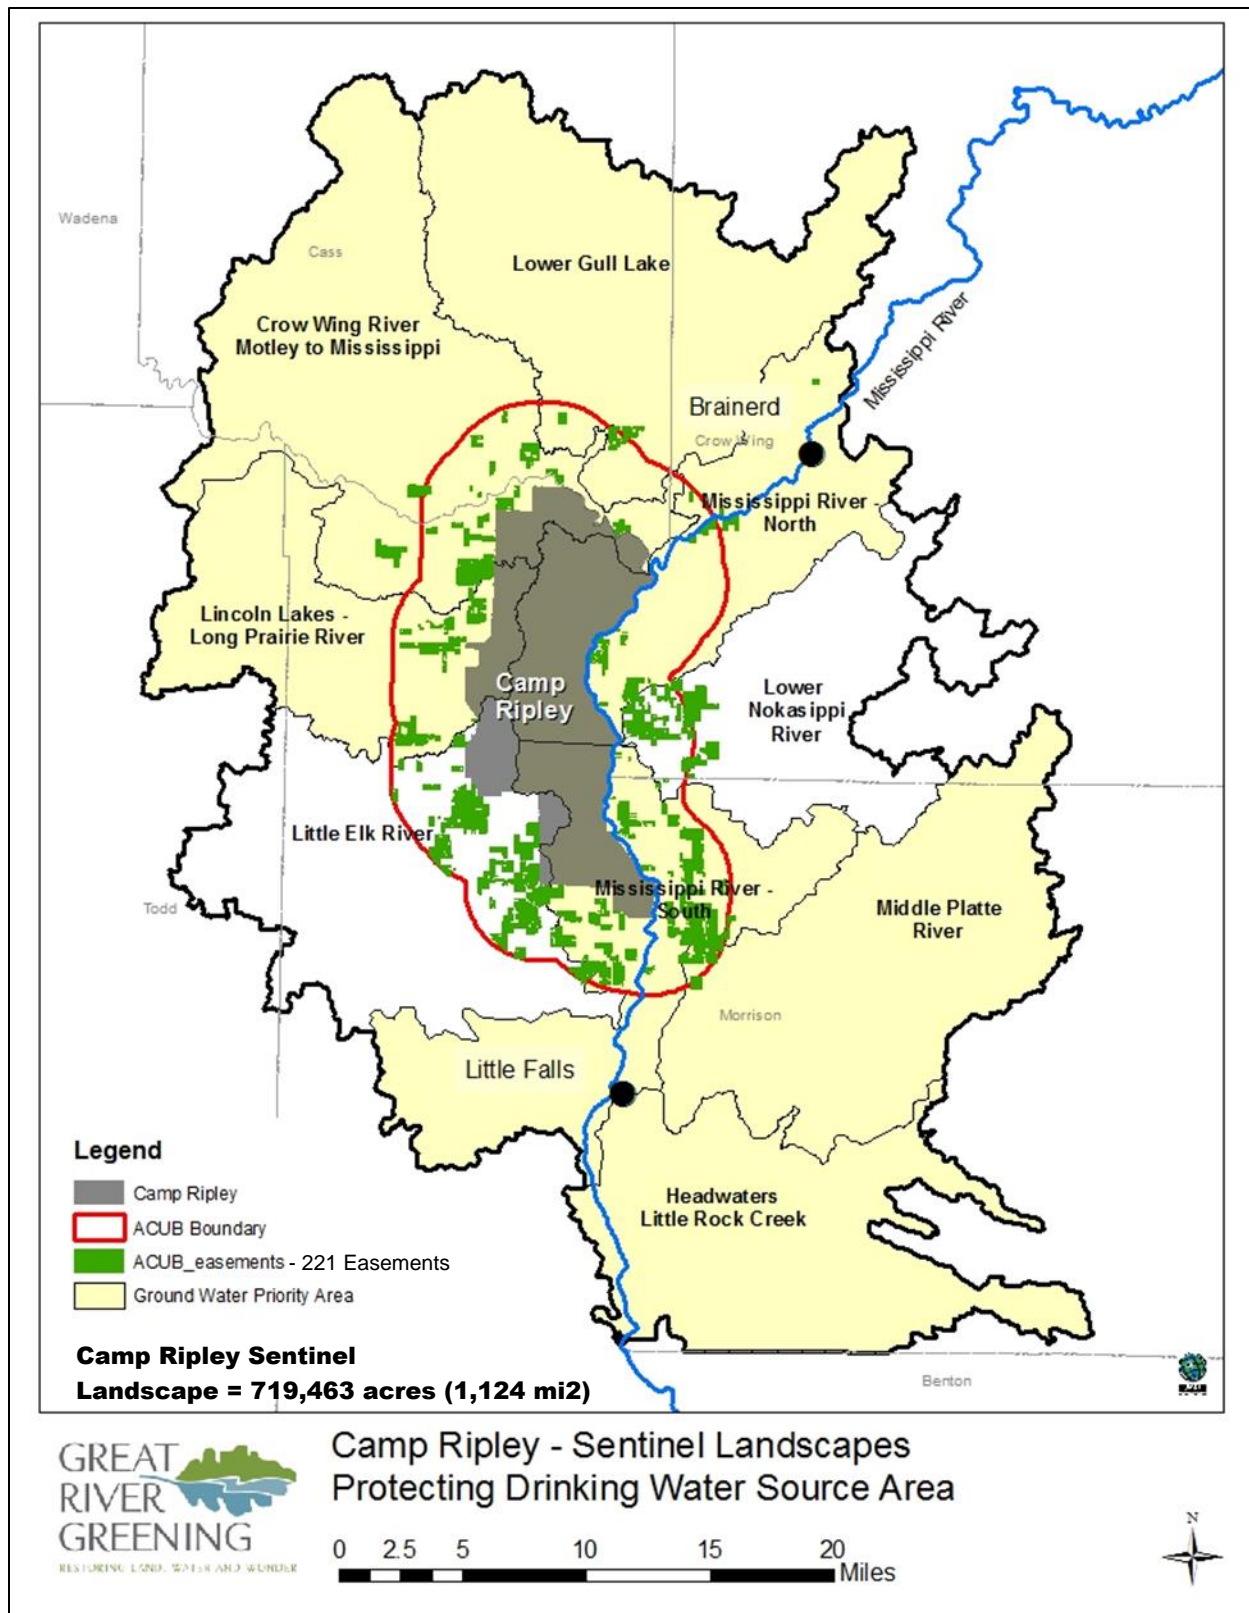 Wadena
Cass
Lower Gull Lake
Crow Wing River
Motley to Mississippi
Mississippi River
Brainerd
Crow Wing
Mississippi River -
North
Lincoln Lakes -
Long Prairie River
Camp
Ripley
Lower
Nokasippi
River
Little Elk River
Mississippi River -
South
Middle Platte
River
Todd
Morrison
Little Falls
Headwaters
Little Rock Creek
Legend
Camp Ripley
ACUB Boundary
ACUB_easements - 221 Easements
Ground Water Priority Area
Camp Ripley Sentinel
Landscape = 719,463 acres (1,124 mi2)
Benton
GREAT
RIVER
GREENING
RESTORING LAND, WATER AND WONDER
Camp Ripley - Sentinel Landscapes
Protecting Drinking Water Source Area
0 2.5 5 10 15 20
Miles
N